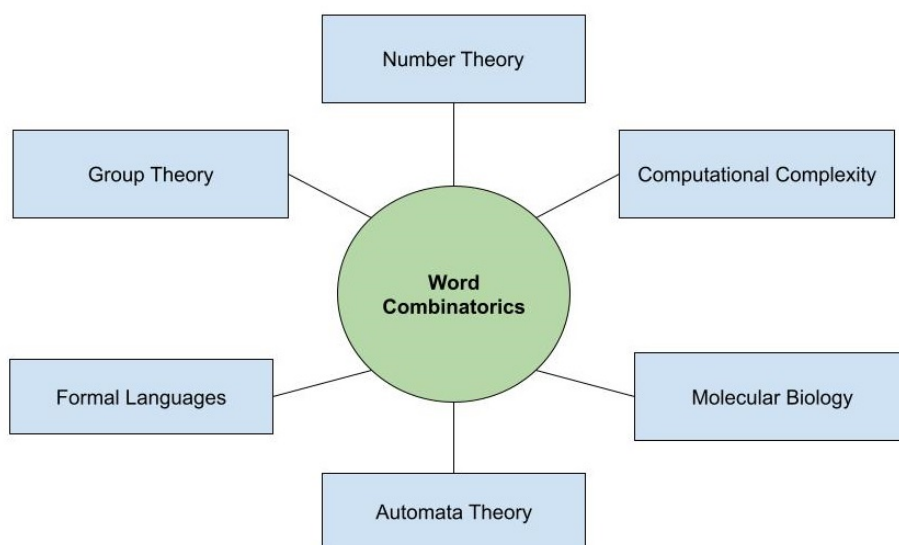 Number Theory
Group Theory
Computational Complexity
Word
Combinatorics
Formal Languages
Molecular Biology
Automata Theory